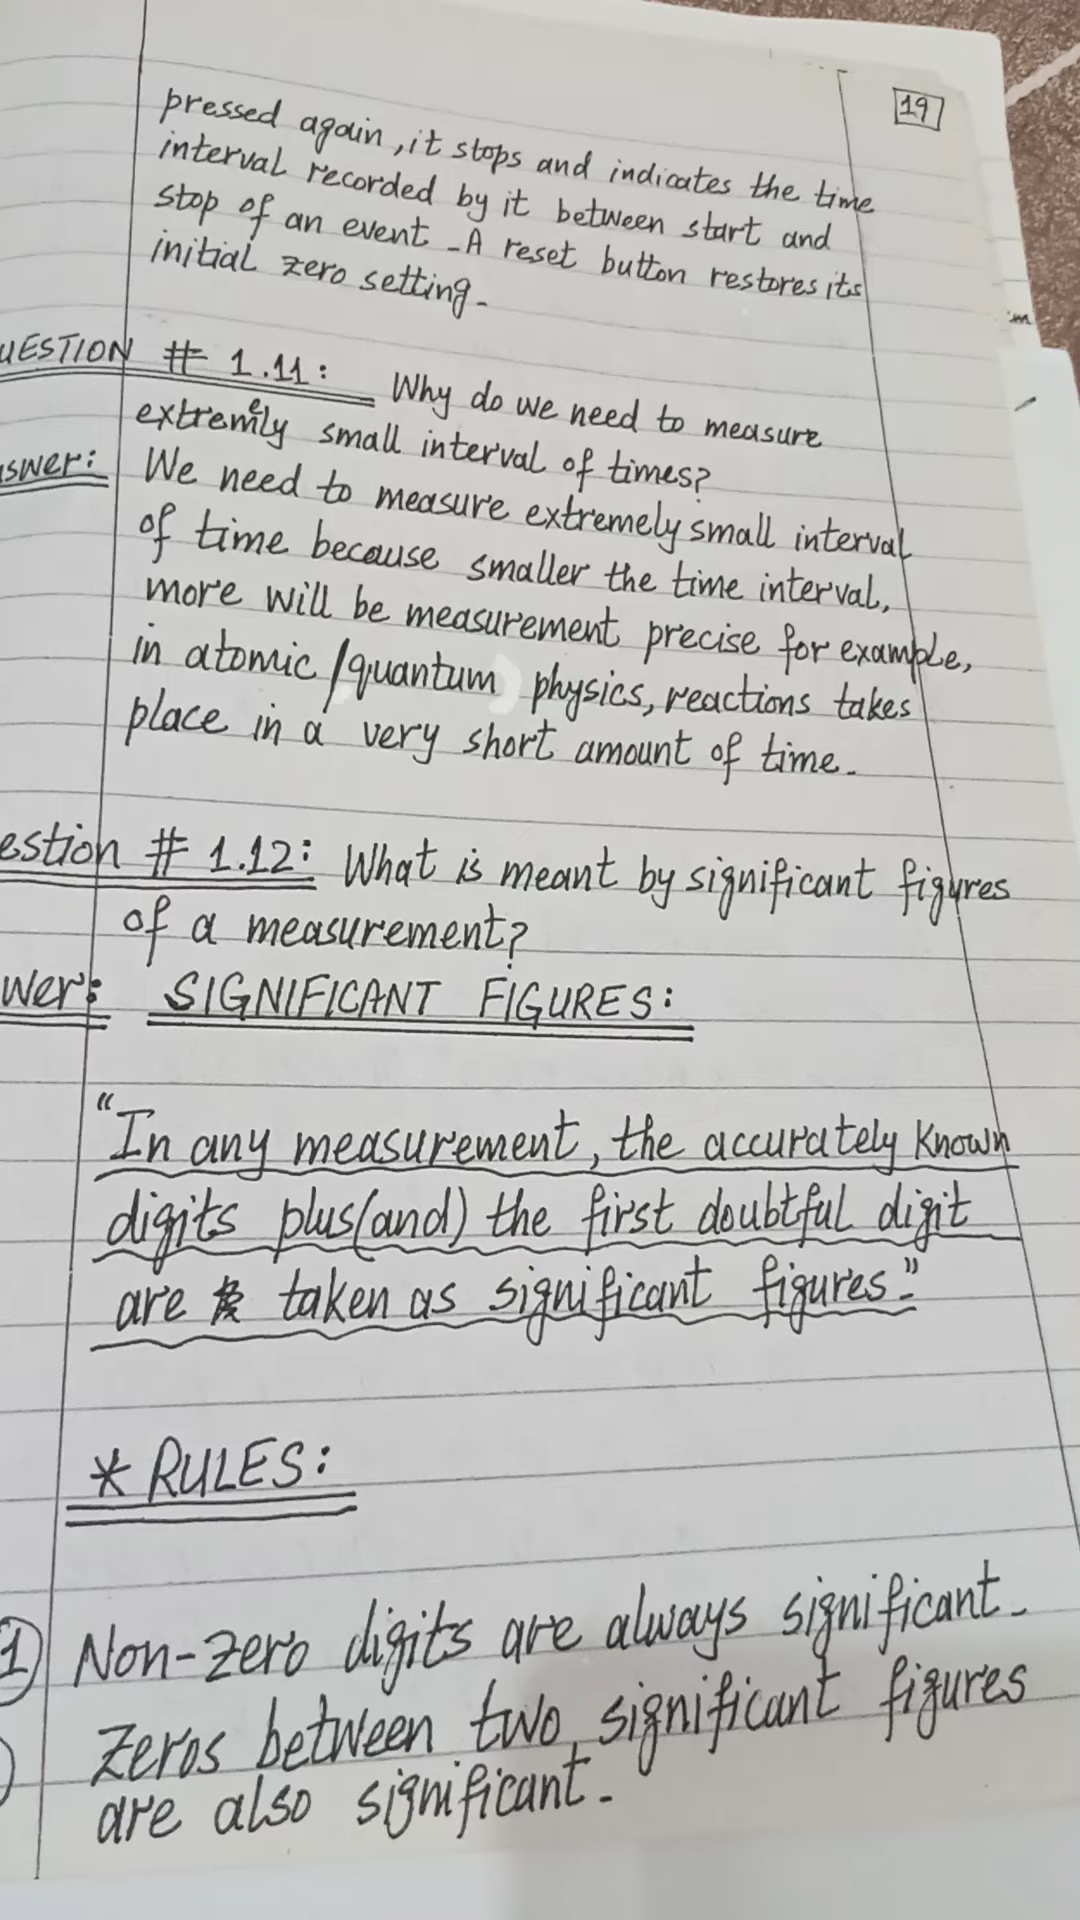 19
pressed again, it stops and indicates the time
interval recorded by it between start and
stop of an event - A reset button restores its
initial zero setting -
UESTION # 1.11: Why do we need to measure
extremely small interval of times?
swer: We need to measure extremely small interval
of time because smaller the time interval,
more will be measurement precise for example,
in atomic / quantum physics, reactions takes
place in a very short amount of time -
estion # 1.12: What is meant by significant figures
of a measurement?
wer: SIGNIFICANT FIGURES:
"In any measurement, the accurately known
digits plus(and) the first doubtful digit
are taken as significant figures."
* RULES:
1) Non-zero digits are always significant -
Zeros between two significant figures
are also significant -